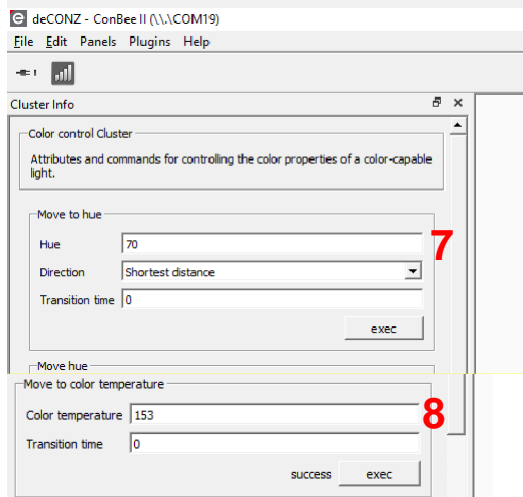 deCONZ - ConBee II (\\.\COM19)
File Edit Panels Plugins Help
Cluster Info
Color control Cluster
Attributes and commands for controlling the color properties of a color-capable
light.
Move to hue
Hue 70
7
Direction Shortest distance
Transition time 0
exec
Move hue
Move to color temperature
Color temperature 153
8
Transition time 0
success exec